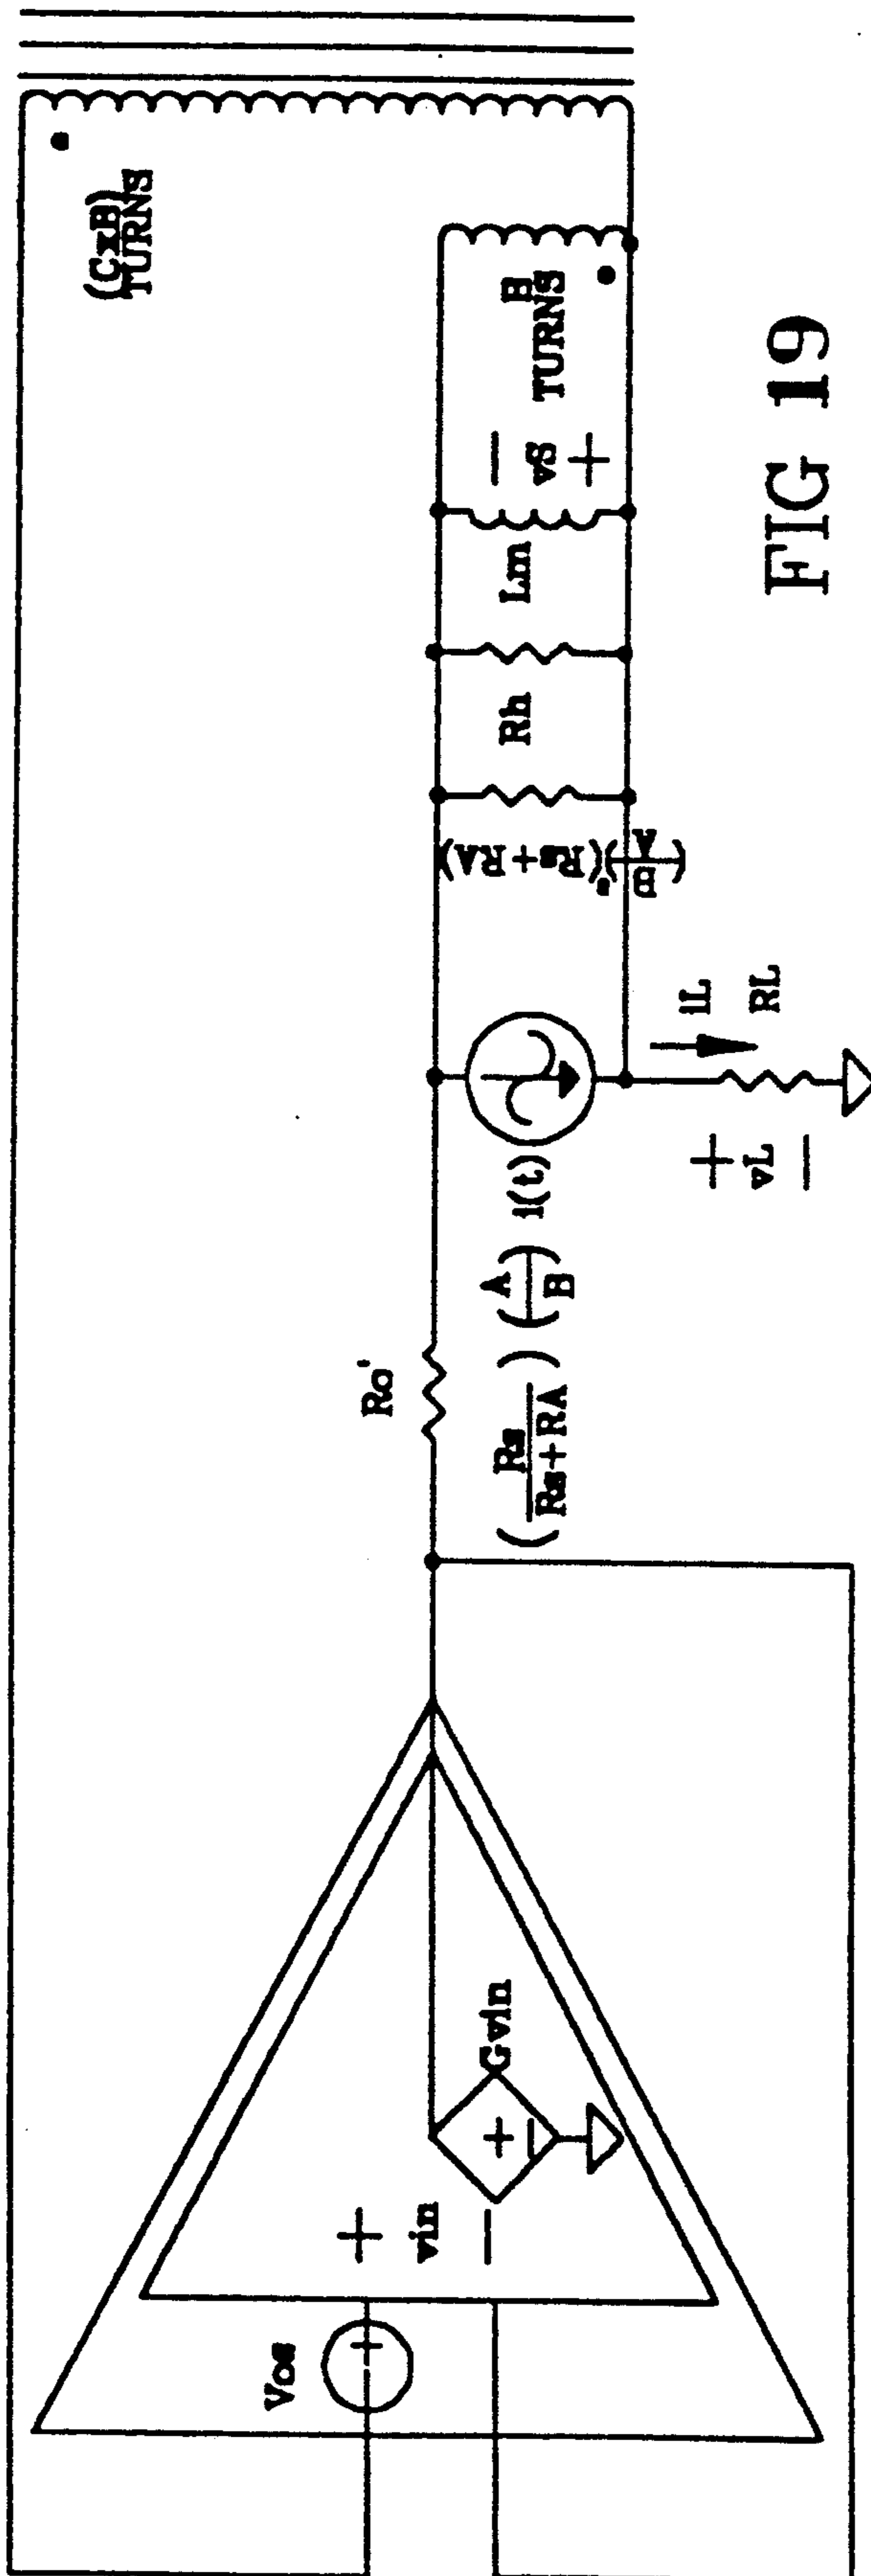 (CxB)
TURNS
B
TURNS
−
vS
+
Lm
Rh
(B/A)²(Rs+RA)
iL
RL
+
vL
−
Ro'
(Rs/(Rs+RA)) (A/B) i(t)
Vos
+
+
vin
−
+
−
Gvin
FIG 19